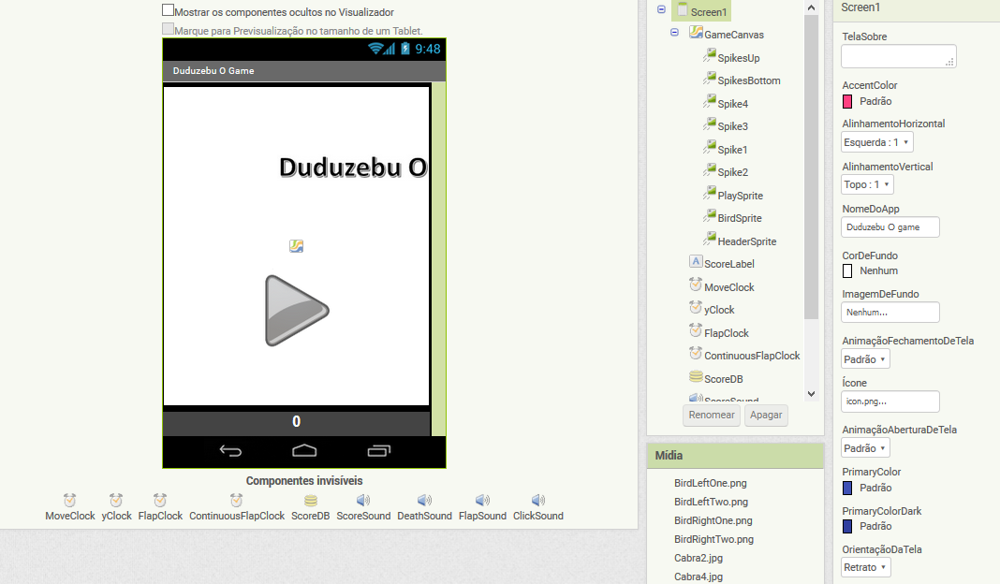 Mostrar os componentes ocultos no Visualizador
Marque para Previsualização no tamanho de um Tablet.
9:48
Duduzebu O Game
Duduzebu O
0
Componentes invisíveis
MoveClock yClock FlapClock ContinuousFlapClock ScoreDB ScoreSound DeathSound FlapSound ClickSound
Screen1
GameCanvas
SpikesUp
SpikesBottom
Spike4
Spike3
Spike1
Spike2
PlaySprite
BirdSprite
HeaderSprite
A ScoreLabel
MoveClock
yClock
FlapClock
ContinuousFlapClock
ScoreDB
ScoreSound
Renomear Apagar
Mídia
BirdLeftOne.png
BirdLeftTwo.png
BirdRightOne.png
BirdRightTwo.png
Cabra2.jpg
Cabra4.jpg
Screen1
TelaSobre
AccentColor
Padrão
AlinhamentoHorizontal
Esquerda : 1
AlinhamentoVertical
Topo : 1
NomeDoApp
Duduzebu O game
CorDeFundo
Nenhum
ImagemDeFundo
Nenhum...
AnimaçãoFechamentoDeTela
Padrão
Ícone
icon.png...
AnimaçãoAberturaDeTela
Padrão
PrimaryColor
Padrão
PrimaryColorDark
Padrão
OrientaçãoDaTela
Retrato